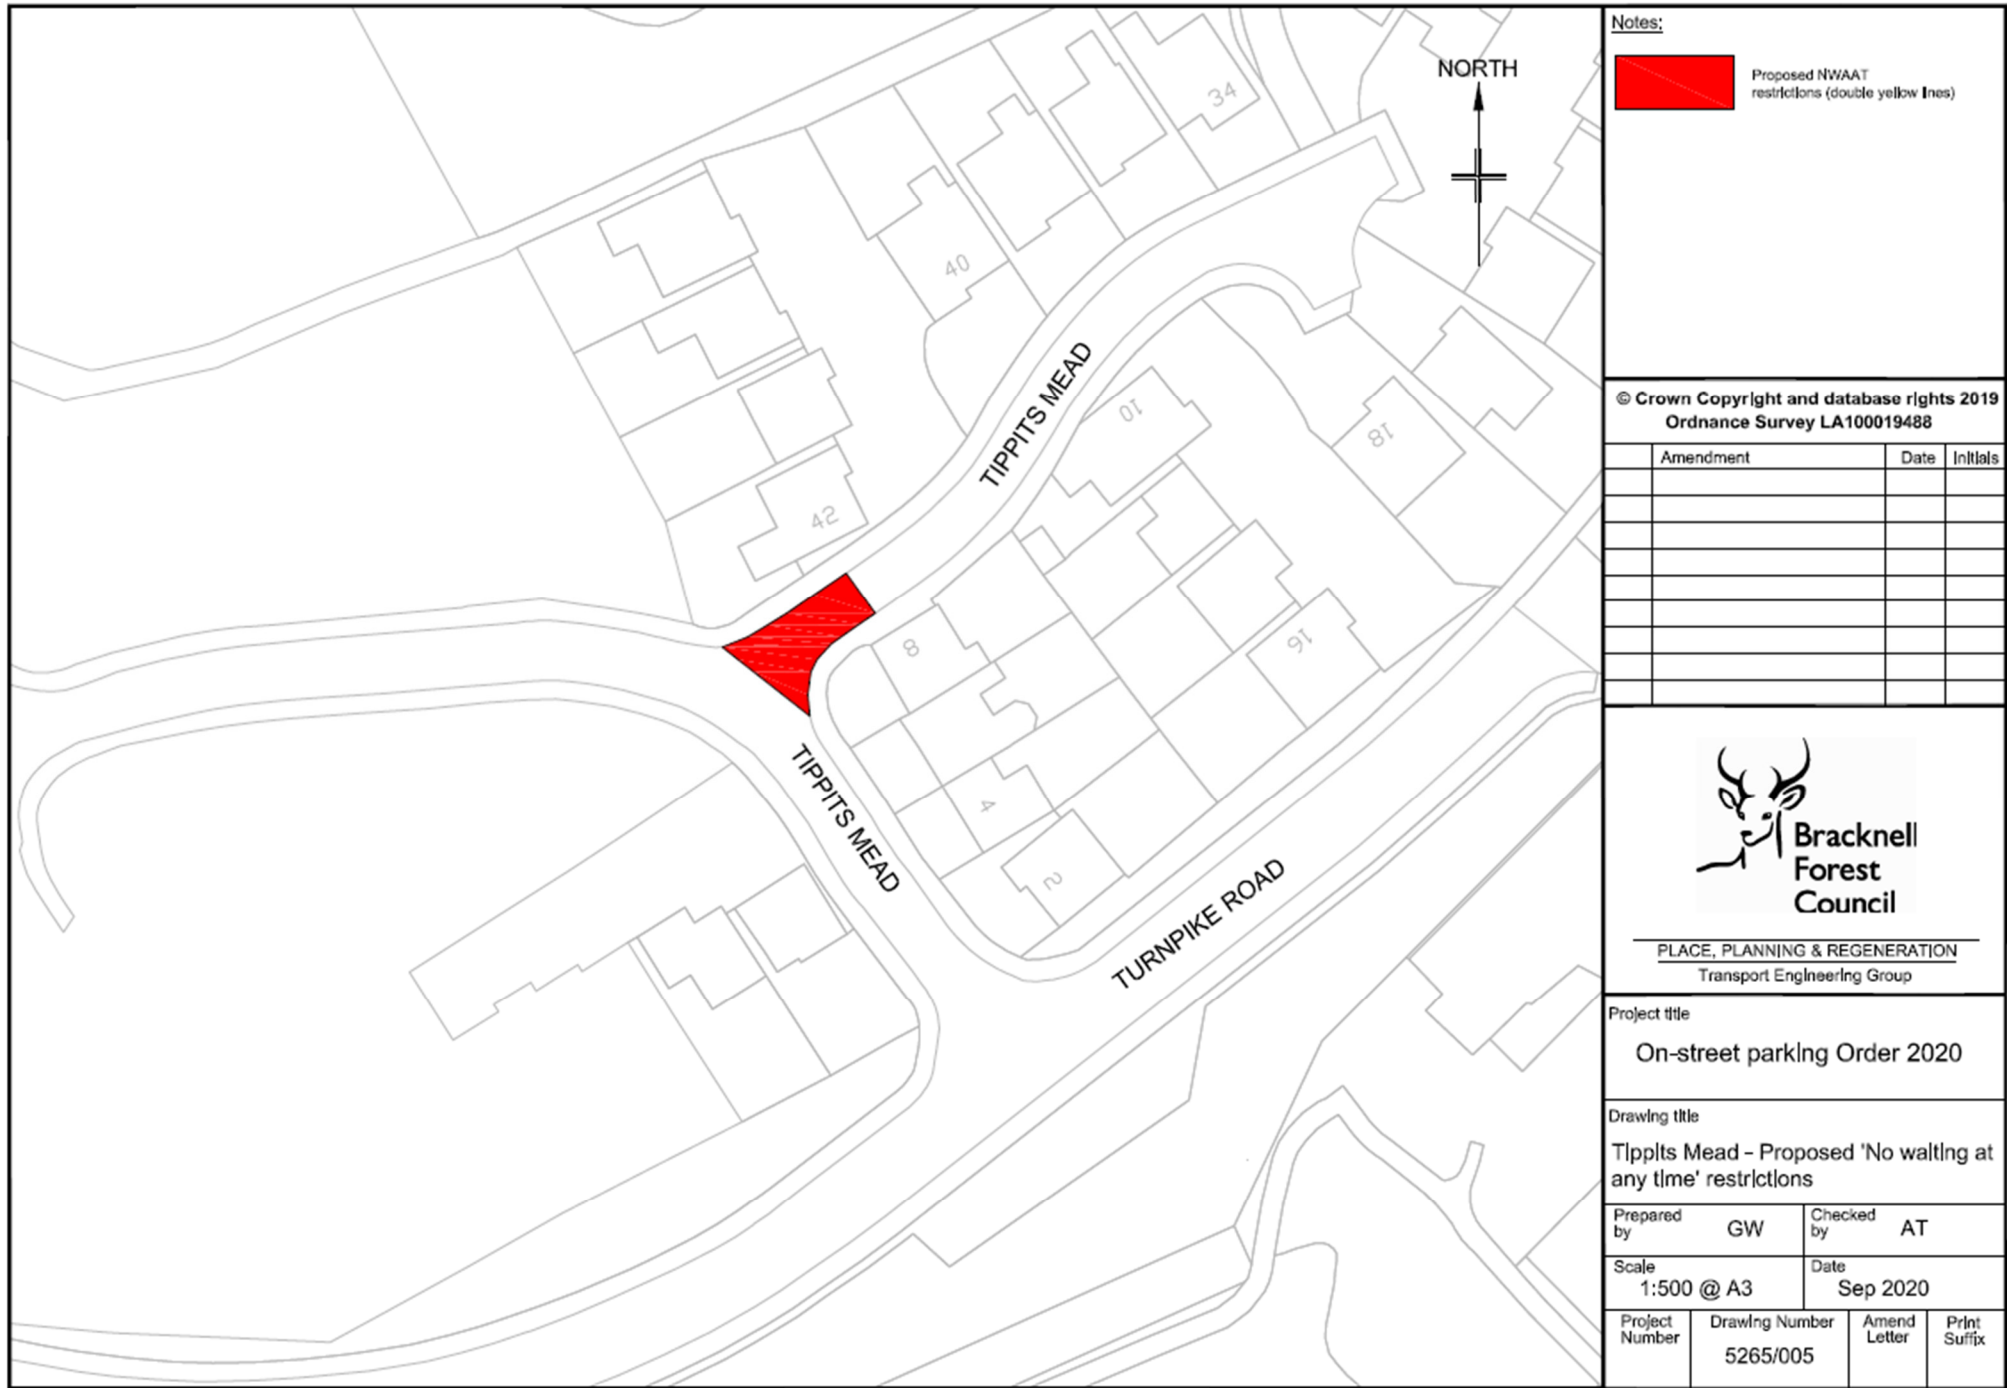 NORTH
34
40
TIPPITS MEAD
10
18
42
8
16
4
TIPPITS MEAD
2
TURNPIKE ROAD
Notes:
Proposed NWAAT
restrictions (double yellow lines)
© Crown Copyright and database rights 2019
Ordnance Survey LA100019488
Amendment Date Initials
Bracknell
Forest
Council
PLACE, PLANNING & REGENERATION
Transport Engineering Group
Project title
On-street parking Order 2020
Drawing title
Tippits Mead - Proposed 'No waiting at
any time' restrictions
Prepared
by
GW
Checked
by
AT
Scale
1:500 @ A3
Date
Sep 2020
Project
Number
Drawing Number
5265/005
Amend
Letter
Print
Suffix